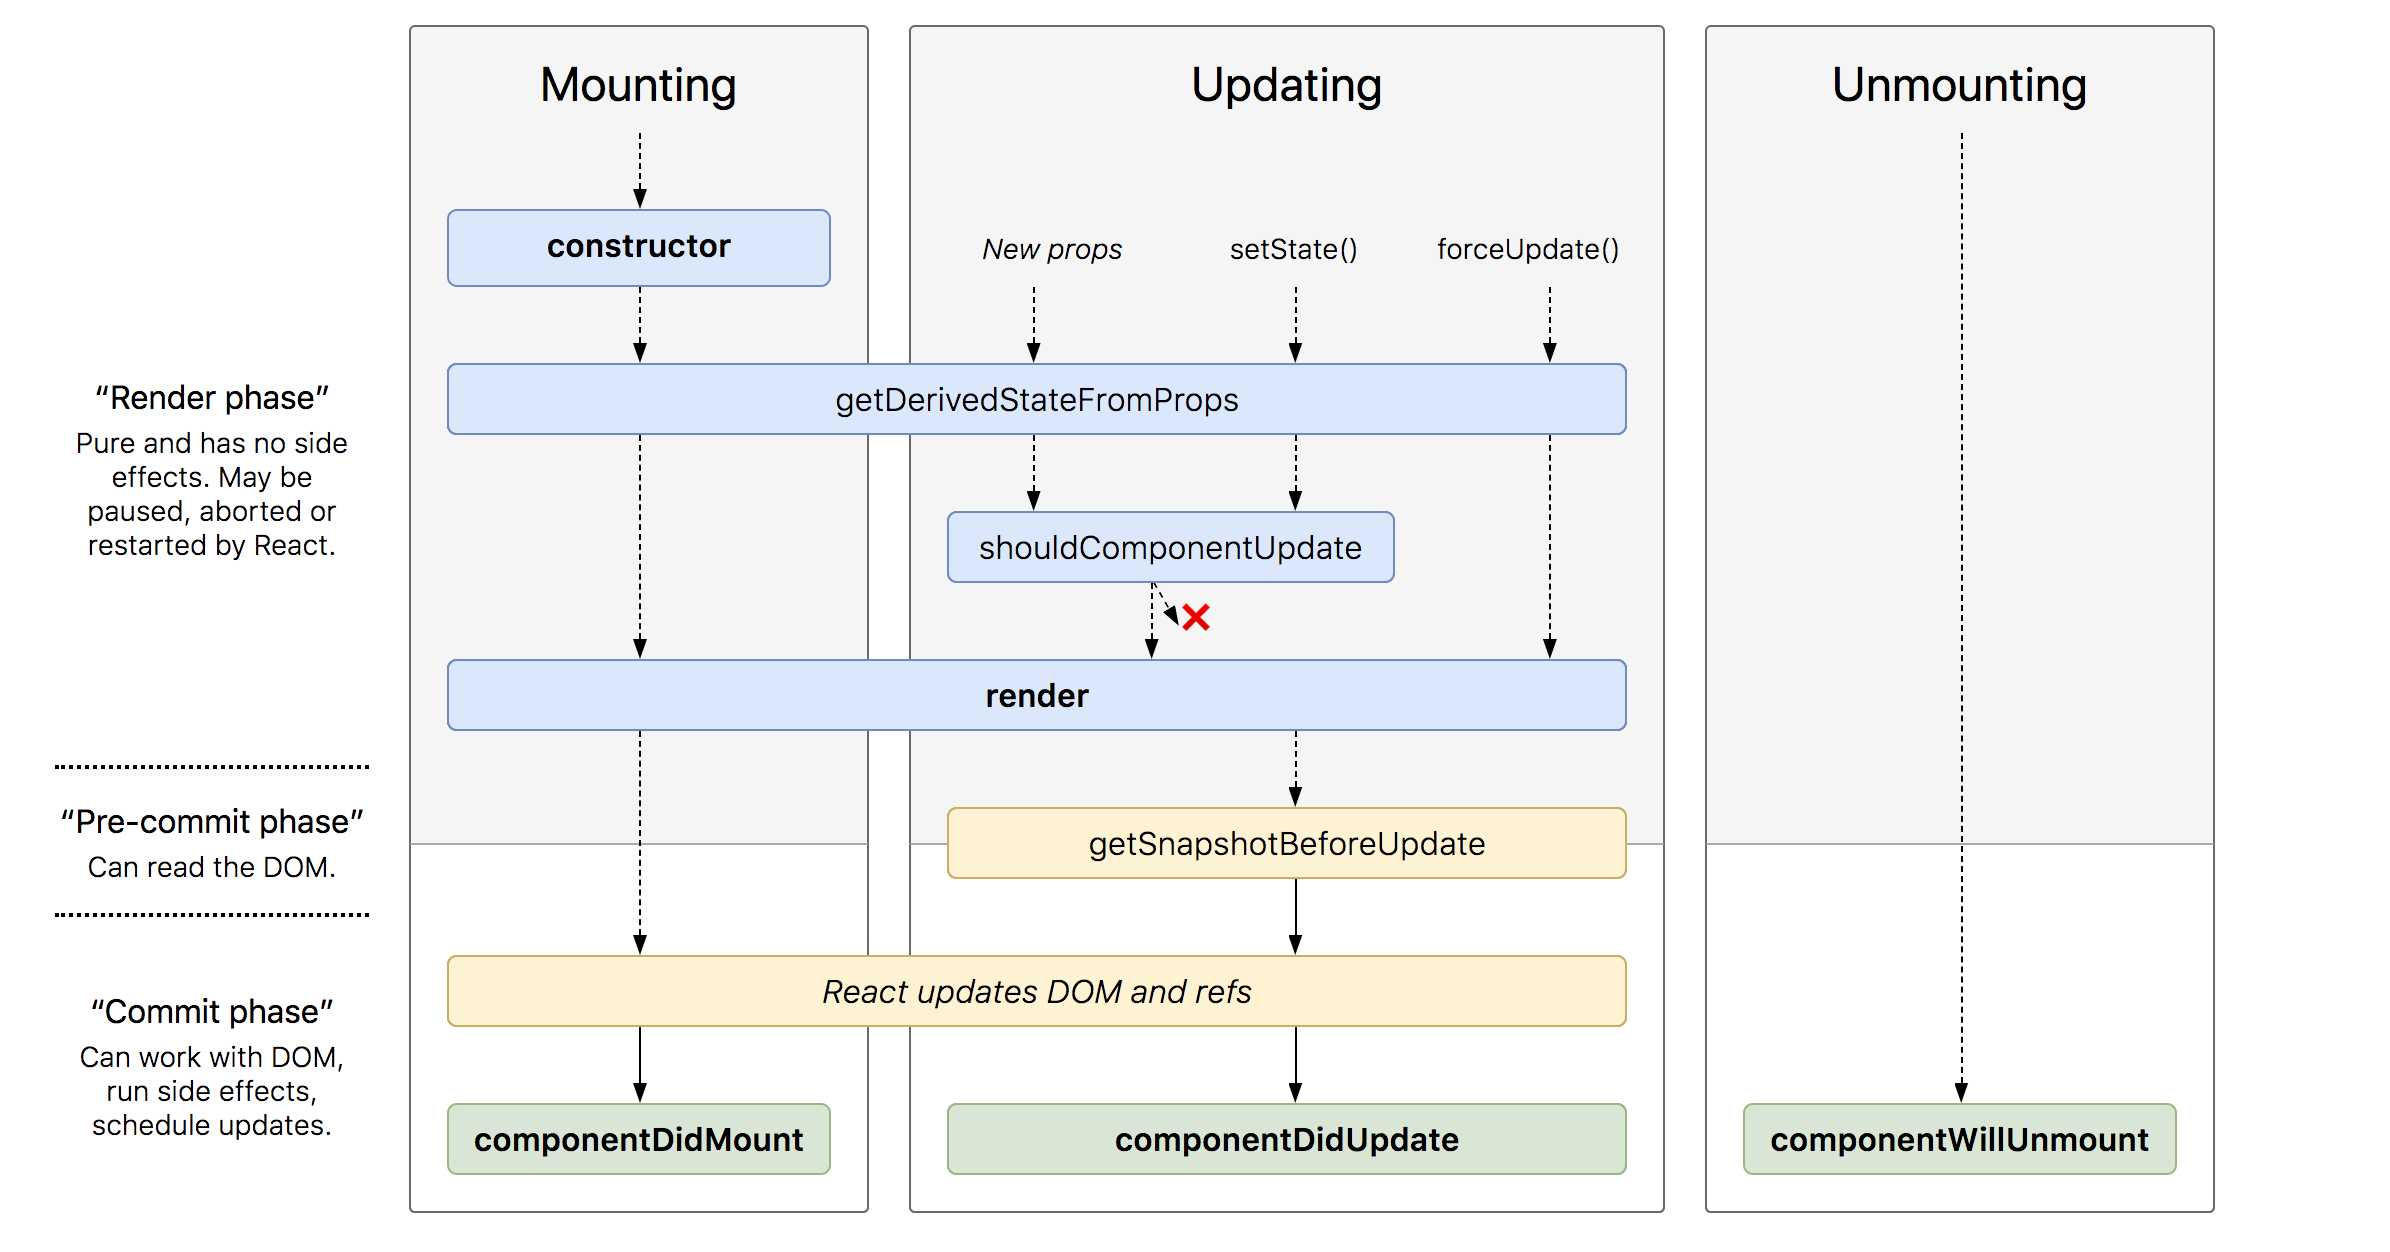 Mounting
Updating
Unmounting
constructor
New props
setState()
forceUpdate()
“Render phase”
Pure and has no side
effects. May be
paused, aborted or
restarted by React.
getDerivedStateFromProps
shouldComponentUpdate
render
“Pre-commit phase”
Can read the DOM.
getSnapshotBeforeUpdate
“Commit phase”
Can work with DOM,
run side effects,
schedule updates.
React updates DOM and refs
componentDidMount
componentDidUpdate
componentWillUnmount